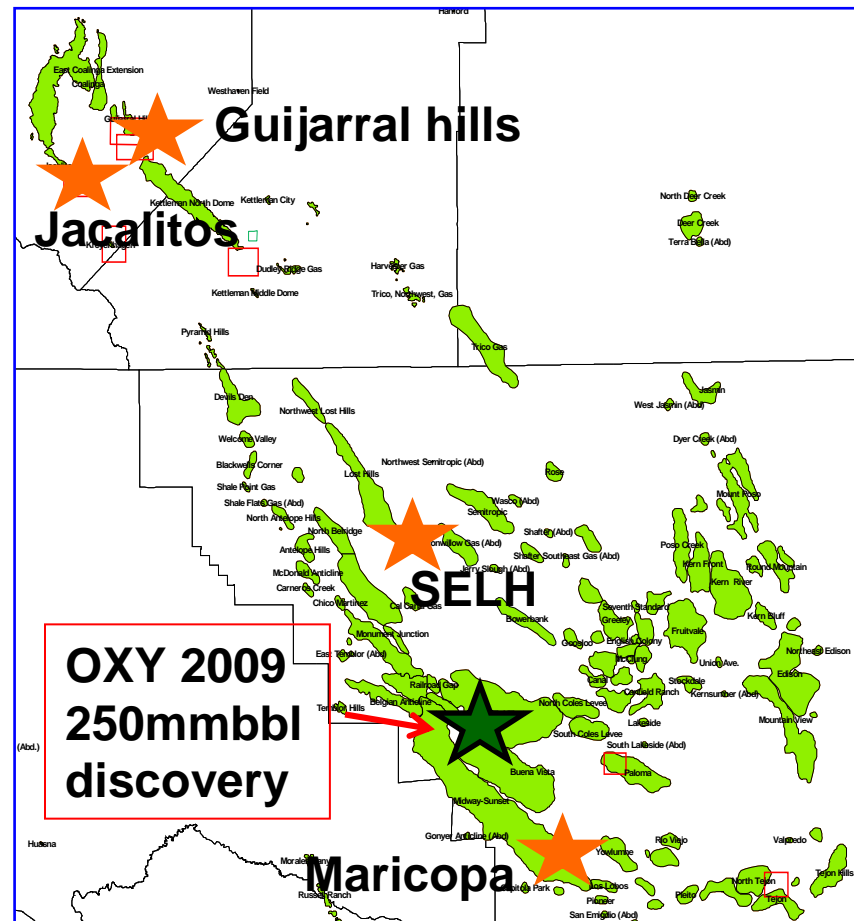 Hanford
East Coalinga Extension
Coalinga
Westhaven Field
Guijarral hills
Jacalitos
Kettleman North Dome
Kettleman City
North Deer Creek
Deer Creek
Terra Bella (Abd)
Dudley Ridge Gas
Harvester Gas
Kettleman Middle Dome
Trico, Northwest, Gas
Pyramid Hills
Trico Gas
Devils Den
Northwest Lost Hills
Jasmin
West Jasmin (Abd)
Welcome Valley
Dyer Creek (Abd)
Blackwells Corner
Northwest Semitropic (Abd)
Lost Hills
Rose
Shale Point Gas
Mount Poso
Shale Flats Gas (Abd)
Wasco (Abd)
Semitropic
North Antelope Hills
North Belridge
Shafter (Abd)
Antelope Hills
Poso Creek
Shafter Southeast Gas (Abd)
Kern Front
Round Mountain
McDonald Anticline
Jerry Slough (Abd)
Kern River
Carneros Creek
SELH
Chico Martinez
Cal Canal Gas
Seventh Standard
Bowerbank
Greeley
Kern Bluff
Monument Junction
Fruitvale
English Colony
Goosloo
Northeast Edison
East Temblor (Abd)
McClung
Union Ave.
Edison
Railroad Gap
Canal
Stockdale
OXY 2009
250mmbbl
discovery
Temblor Hills
Belgian Anticline
Canfield Ranch
Kernsumner (Abd)
North Coles Levee
Lakeside
Mountain View
South Coles Levee
South Lakeside (Abd)
(Abd.)
Buena Vista
Paloma
Midway-Sunset
Gonyer Anticline (Abd)
Rio Viejo
Valpredo
Huasna
Yowlumne
Maricopa
Tejon Hills
North Tejon
Los Lobos
Pleito
Tejon
Russell Ranch
Pioneer
San Emigdio (Abd)